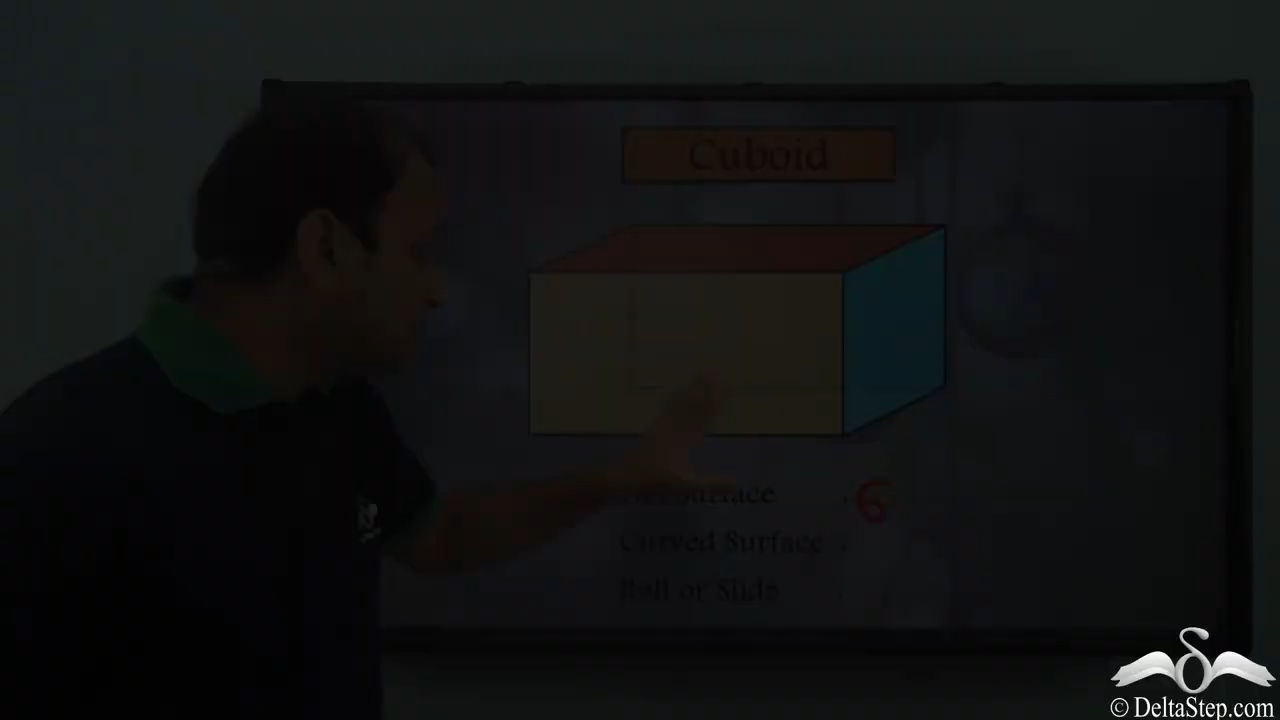 Cuboid
Surface : 6
Curved Surface :
Roll or Slide :
© DeltaStep.com